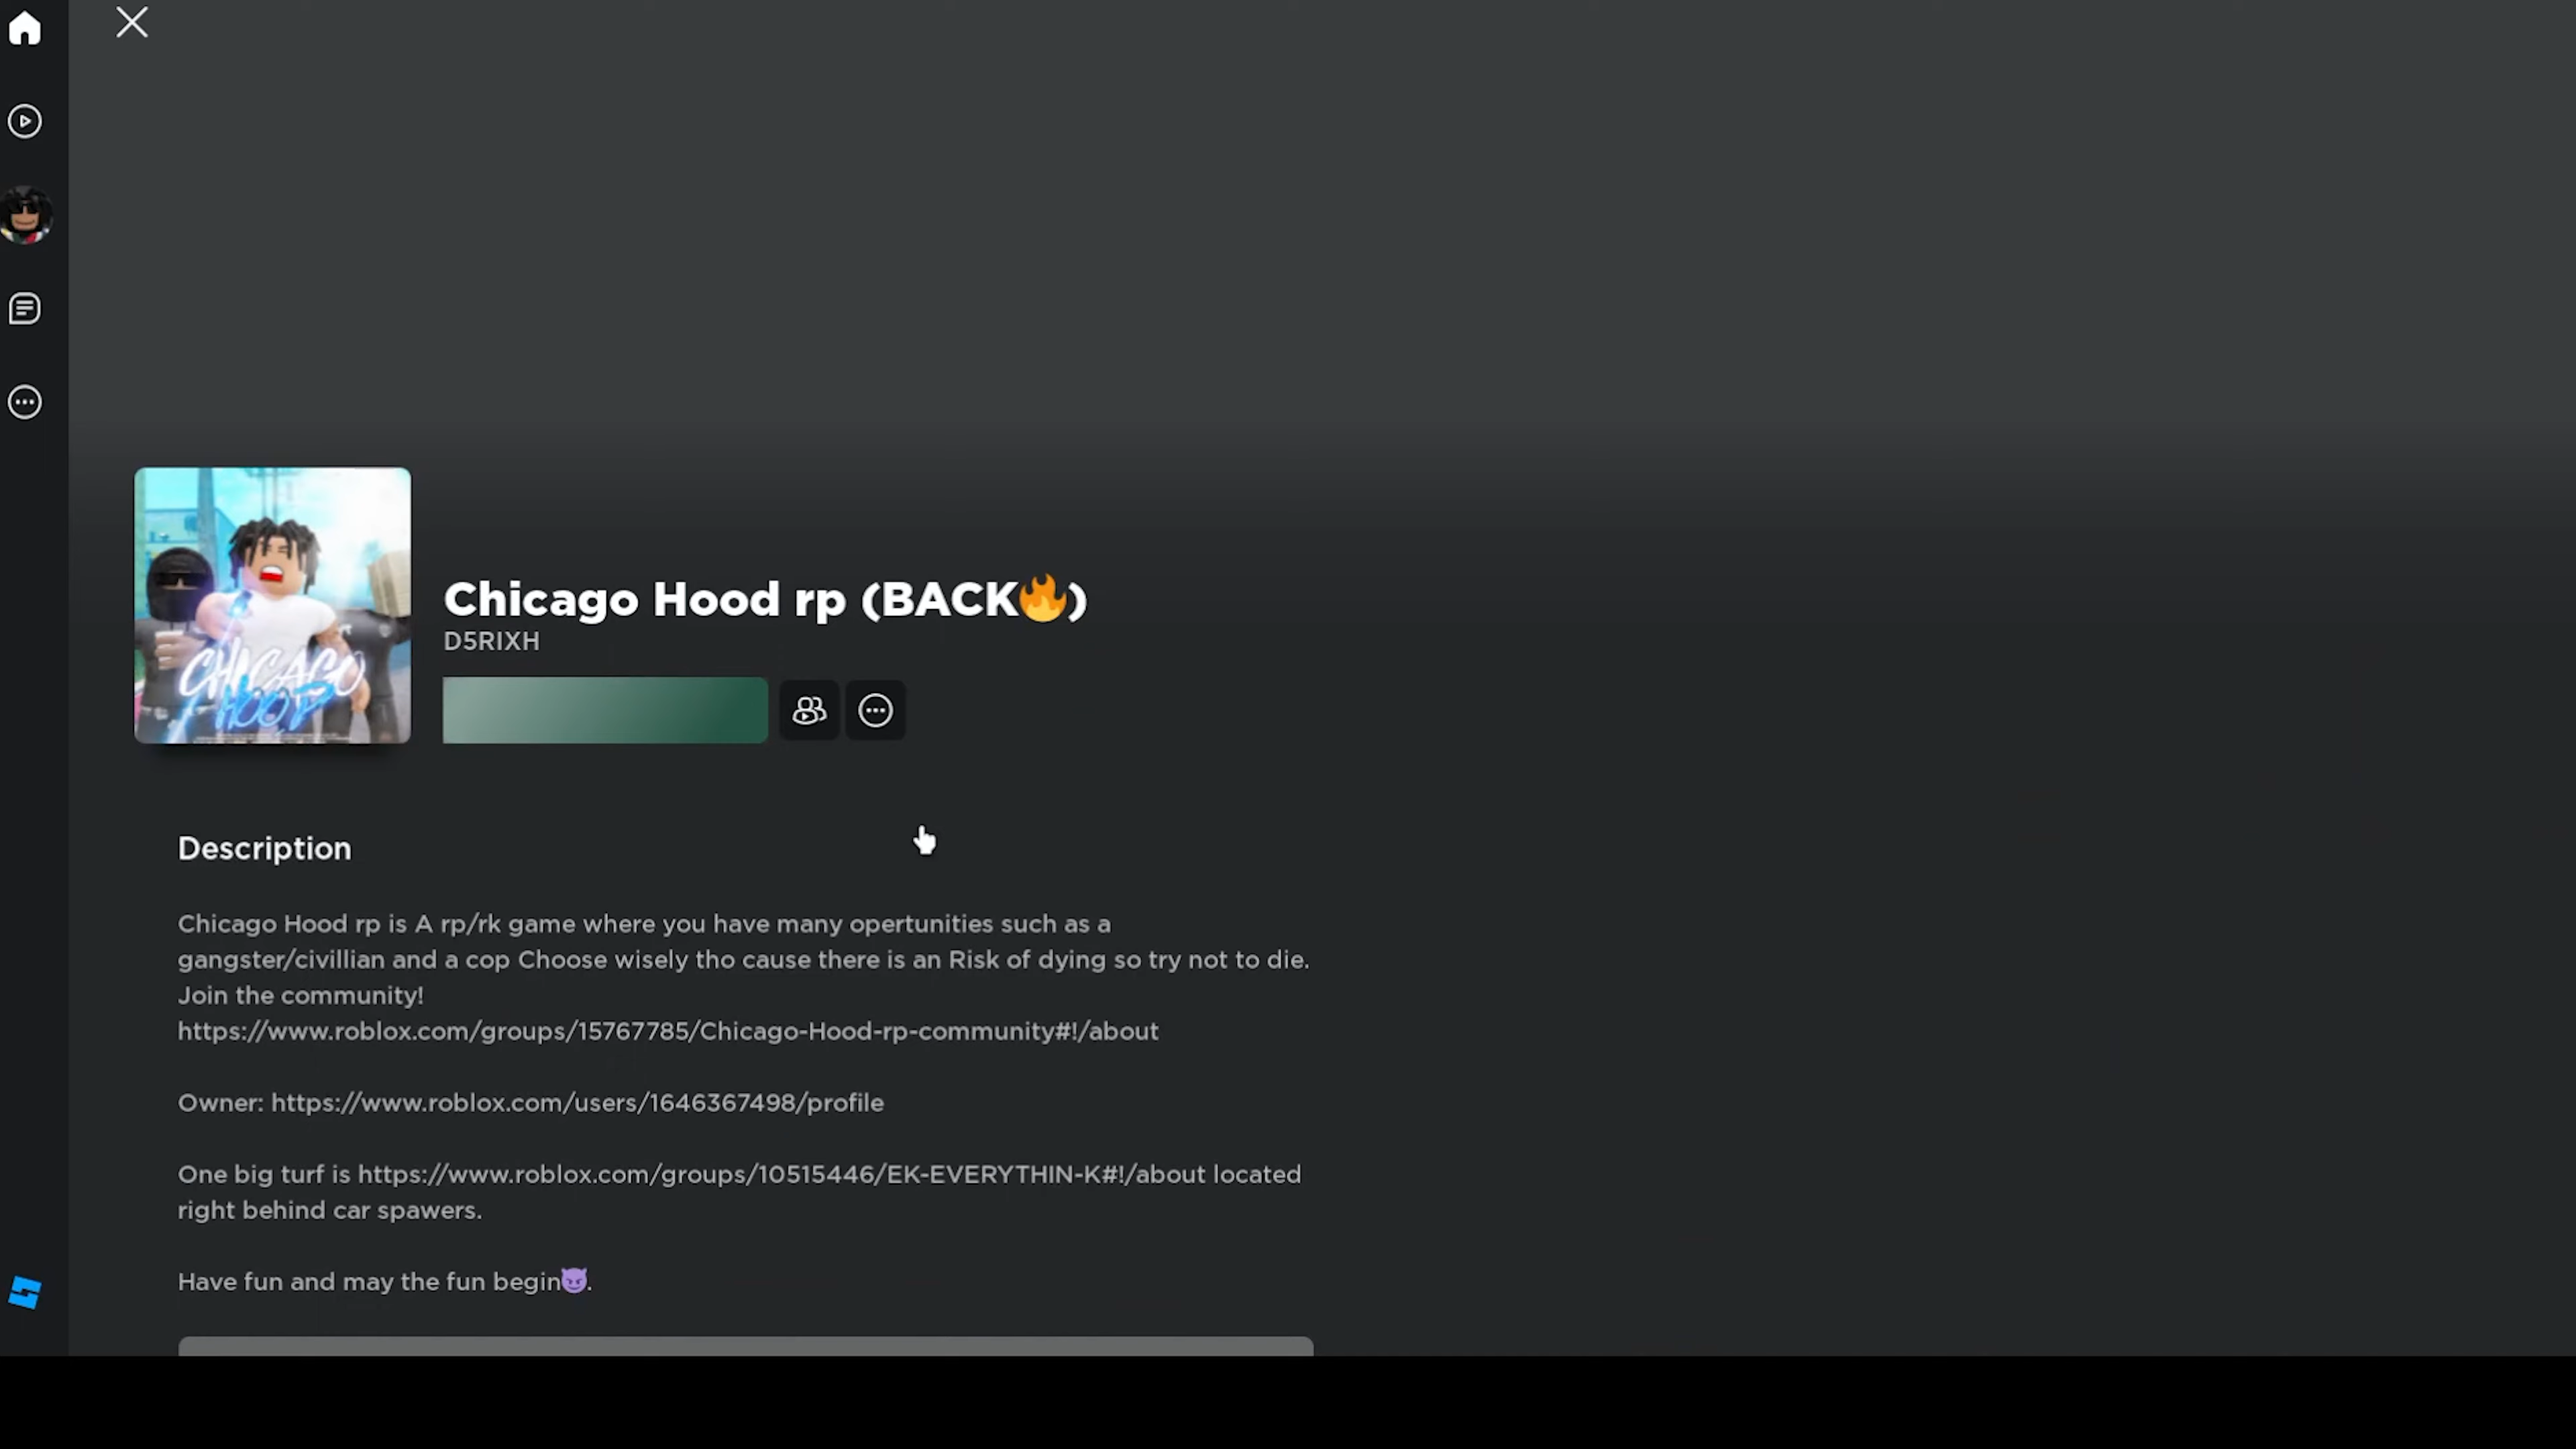 CHICAGO
HOOD
Chicago Hood rp (BACK🔥)
D5RIXH
Description
Chicago Hood rp is A rp/rk game where you have many opertunities such as a
gangster/civillian and a cop Choose wisely tho cause there is an Risk of dying so try not to die.
Join the community!
https://www.roblox.com/groups/15767785/Chicago-Hood-rp-community#!/about
Owner: https://www.roblox.com/users/1646367498/profile
One big turf is https://www.roblox.com/groups/10515446/EK-EVERYTHIN-K#!/about located
right behind car spawers.
Have fun and may the fun begin😈.